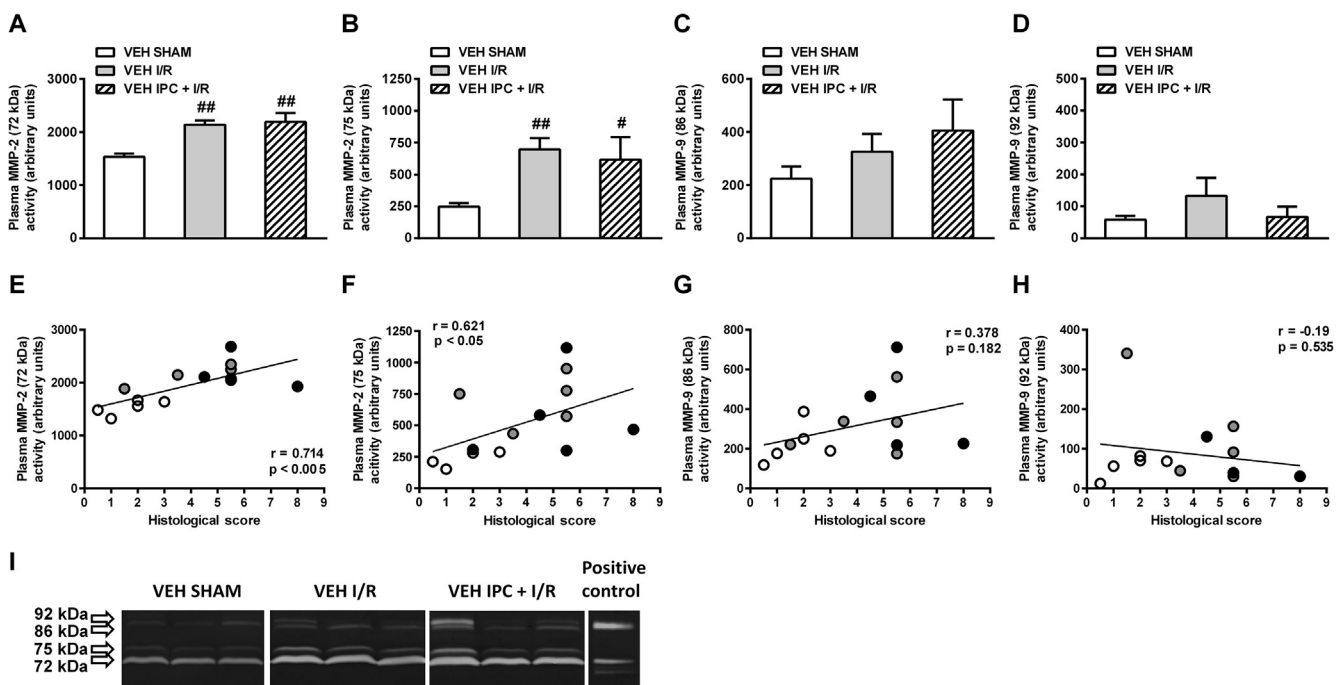 A
VEH SHAM
VEH I/R
VEH IPC + I/R
Plasma MMP-2 (72 kDa)
activity (arbitrary units)
3000
2000
1000
0
##
##
B
VEH SHAM
VEH I/R
VEH IPC + I/R
Plasma MMP-2 (75 kDa)
activity (arbitrary units)
1250
1000
750
500
250
0
##
#
C
VEH SHAM
VEH I/R
VEH IPC + I/R
Plasma MMP-9 (86 kDa)
activity (arbitrary units)
600
400
200
0
D
VEH SHAM
VEH I/R
VEH IPC + I/R
Plasma MMP-9 (92 kDa)
activity (arbitrary units)
500
400
300
200
100
0
E
Plasma MMP-2 (72 kDa)
activity (arbitrary units)
3000
2000
1000
0
r = 0.714
p < 0.005
0 1 2 3 4 5 6 7 8 9
Histological score
F
Plasma MMP-2 (75 kDa)
acitivity (arbitrary units)
1250
1000
750
500
250
0
r = 0.621
p < 0.05
0 1 2 3 4 5 6 7 8 9
Histological score
G
Plasma MMP-9 (86 kDa)
activity (arbitrary units)
800
600
400
200
0
r = 0.378
p = 0.182
0 1 2 3 4 5 6 7 8 9
Histological score
H
Plasma MMP-9 (92 kDa)
activity (arbitrary units)
400
300
200
100
0
r = -0.19
p = 0.535
0 1 2 3 4 5 6 7 8 9
Histological score
I
VEH SHAM
VEH I/R
VEH IPC + I/R
Positive
control
92 kDa
86 kDa
75 kDa
72 kDa